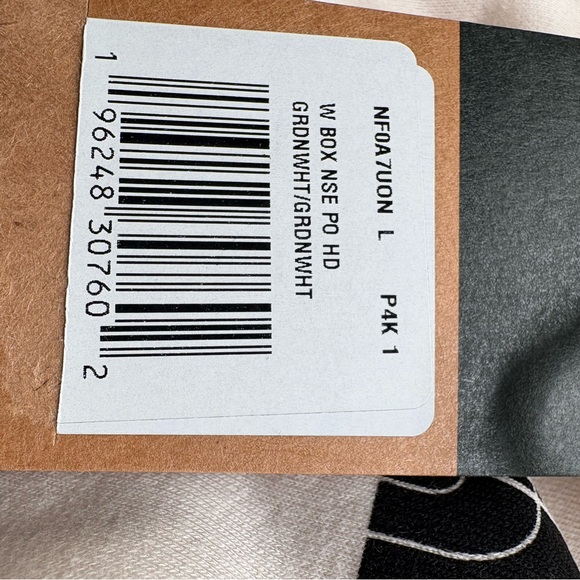 NF0A7UON L P4K 1
W BOX NSE PO HD
GRDNWHT/GRDNWHT
1 96248 30760 2